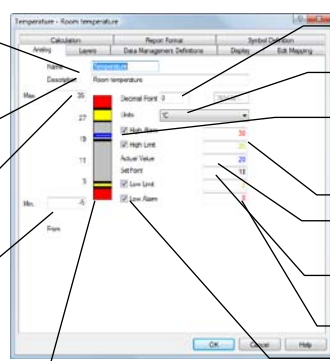 Temperature - Room temperature
Calculation Report Format Symbol Definition
Analog Layers Data Management Definitions Display Edit Mapping
Name Temperature
Description Room temperature
Max. 35 Decimal Point 0
27 Units °C
High Alarm 30
19 High Limit
Actual Value 20
11 Set Point 18
3 Low Limit
Min. -5 Low Alarm
From
OK Cancel Help